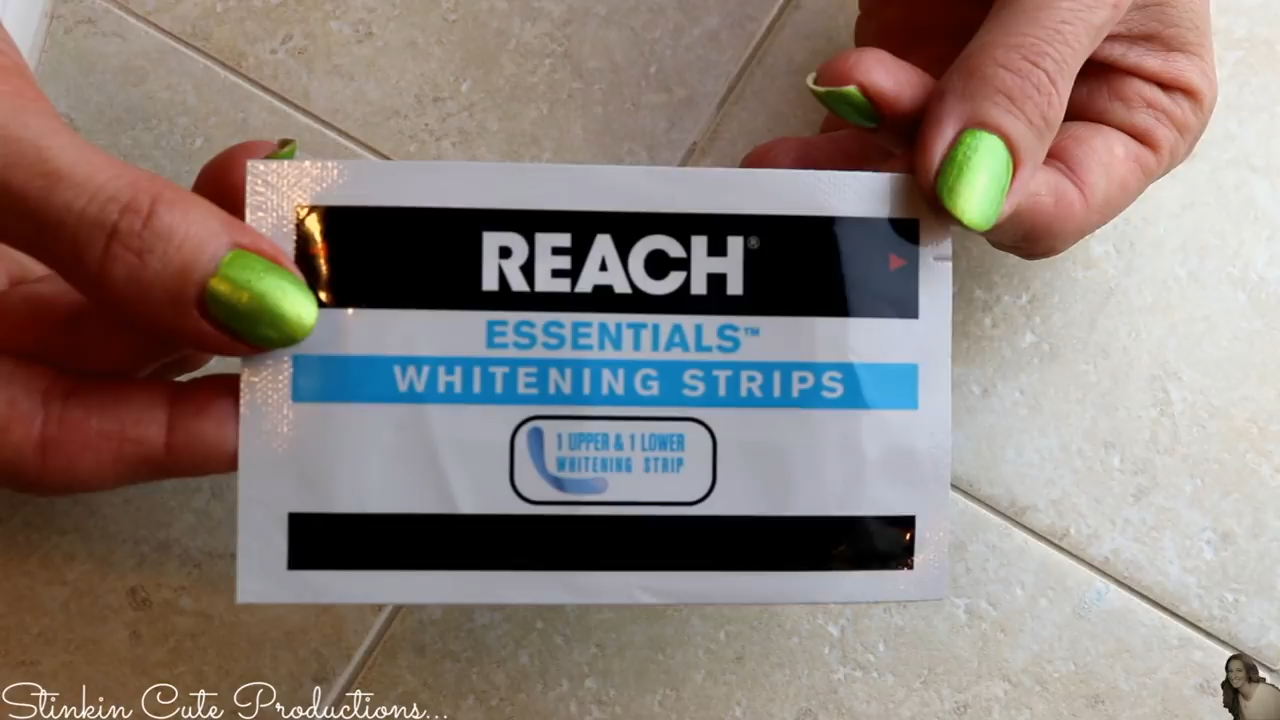 REACH®
ESSENTIALS™
WHITENING STRIPS
1 UPPER & 1 LOWER
WHITENING STRIP
Stinkin Cute Productions...